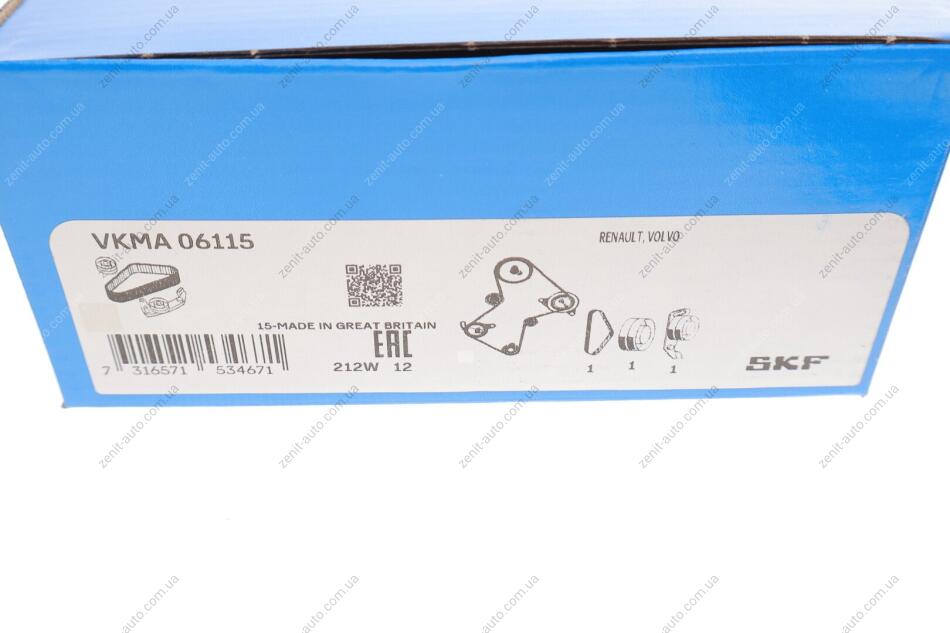 VKMA 06115
RENAULT, VOLVO
15-MADE IN GREAT BRITAIN
EAC
212W 12
7 316571 534671
1 1 1
SKF
zenit-auto.com.ua